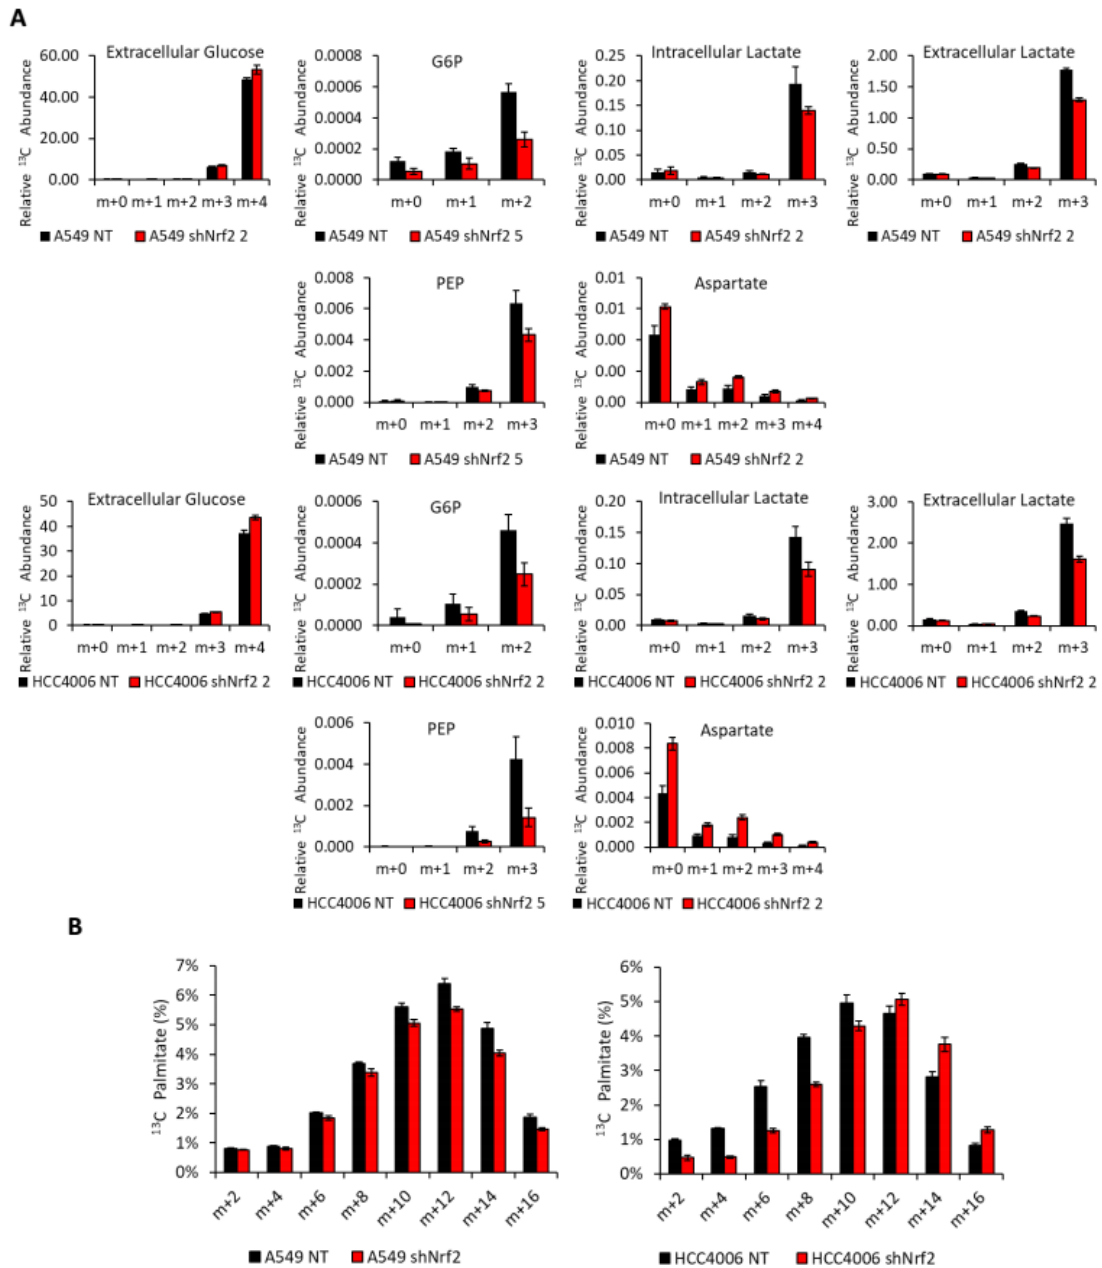 A
Extracellular Glucose
Relative ¹³C Abundance
60.00
40.00
20.00
0.00
m+0 m+1 m+2 m+3 m+4
A549 NT A549 shNrf2 2
G6P
Relative ¹³C Abundance
0.0008
0.0006
0.0004
0.0002
0.0000
m+0 m+1 m+2
A549 NT A549 shNrf2 5
Intracellular Lactate
Relative ¹³C Abundance
0.25
0.20
0.15
0.10
0.05
0.00
m+0 m+1 m+2 m+3
A549 NT A549 shNrf2 2
Extracellular Lactate
Relative ¹³C Abundance
2.00
1.50
1.00
0.50
0.00
m+0 m+1 m+2 m+3
A549 NT A549 shNrf2 2
PEP
Relative ¹³C Abundance
0.008
0.006
0.004
0.002
0.000
m+0 m+1 m+2 m+3
A549 NT A549 shNrf2 5
Aspartate
Relative ¹³C Abundance
0.01
0.01
0.00
0.00
0.00
m+0 m+1 m+2 m+3 m+4
A549 NT A549 shNrf2 2
Extracellular Glucose
Relative ¹³C Abundance
50
40
30
20
10
0
m+0 m+1 m+2 m+3 m+4
HCC4006 NT HCC4006 shNrf2 2
G6P
Relative ¹³C Abundance
0.0006
0.0004
0.0002
0.0000
m+0 m+1 m+2
HCC4006 NT HCC4006 shNrf2 2
Intracellular Lactate
Relative ¹³C Abundance
0.20
0.15
0.10
0.05
0.00
m+0 m+1 m+2 m+3
HCC4006 NT HCC4006 shNrf2 2
Extracellular Lactate
Relative ¹³C Abundance
3.00
2.00
1.00
0.00
m+0 m+1 m+2 m+3
HCC4006 NT HCC4006 shNrf2 2
PEP
Relative ¹³C Abundance
0.006
0.004
0.002
0.000
m+0 m+1 m+2 m+3
HCC4006 NT HCC4006 shNrf2 5
Aspartate
Relative ¹³C Abundance
0.010
0.008
0.006
0.004
0.002
0.000
m+0 m+1 m+2 m+3 m+4
HCC4006 NT HCC4006 shNrf2 2
B
¹³C Palmitate (%)
7%
6%
5%
4%
3%
2%
1%
0%
m+2 m+4 m+6 m+8 m+10 m+12 m+14 m+16
A549 NT A549 shNrf2
¹³C Palmitate (%)
6%
5%
4%
3%
2%
1%
0%
m+2 m+4 m+6 m+8 m+10 m+12 m+14 m+16
HCC4006 NT HCC4006 shNrf2